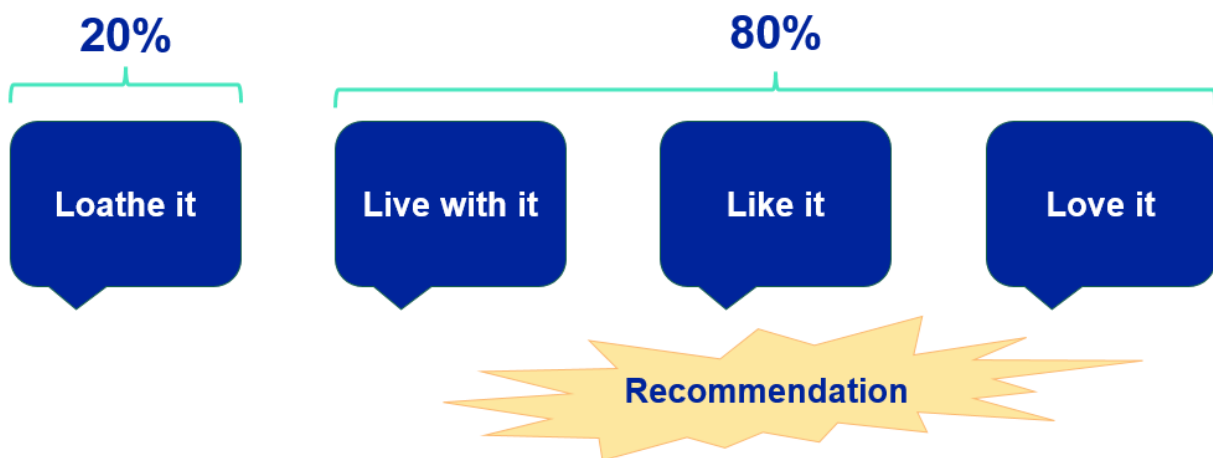 20%
80%
Loathe it
Live with it
Like it
Love it
Recommendation